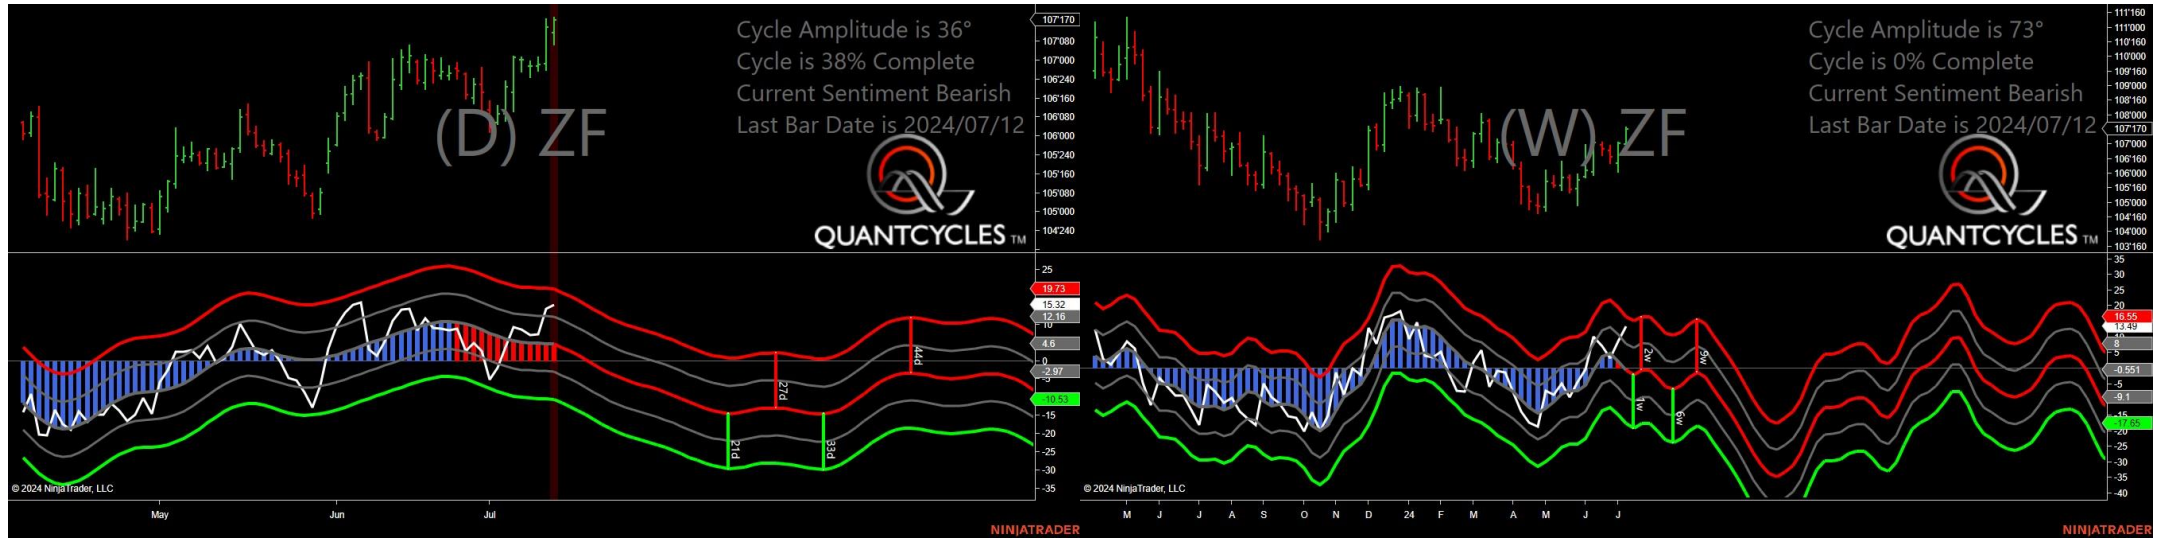 Cycle Amplitude is 36°
Cycle is 38% Complete
Current Sentiment Bearish
Last Bar Date is 2024/07/12
(D) ZF
QUANTCYCLES TM
107'170
107'080
107'000
106'240
106'160
106'080
106'000
105'240
105'160
105'080
105'000
104'240
25
19.73
15.32
12.16
10
4.6
0
-2.97
-5
-10.53
-15
-20
-25
-30
-35
21d
27d
33d
44d
© 2024 NinjaTrader, LLC
May
Jun
Jul
NINJATRADER
Cycle Amplitude is 73°
Cycle is 0% Complete
Current Sentiment Bearish
Last Bar Date is 2024/07/12
(W) ZF
QUANTCYCLES TM
111'160
111'000
110'160
110'000
109'160
109'000
108'160
108'000
107'170
107'000
106'160
106'000
105'160
105'000
104'160
104'000
103'160
35
30
25
20
16.55
13.49
8
5
-0.551
-5
-9.1
-15
-17.65
-20
-25
-30
-35
-40
1w
2w
6w
9w
© 2024 NinjaTrader, LLC
M
J
J
A
S
O
N
D
24
F
M
A
M
J
J
NINJATRADER